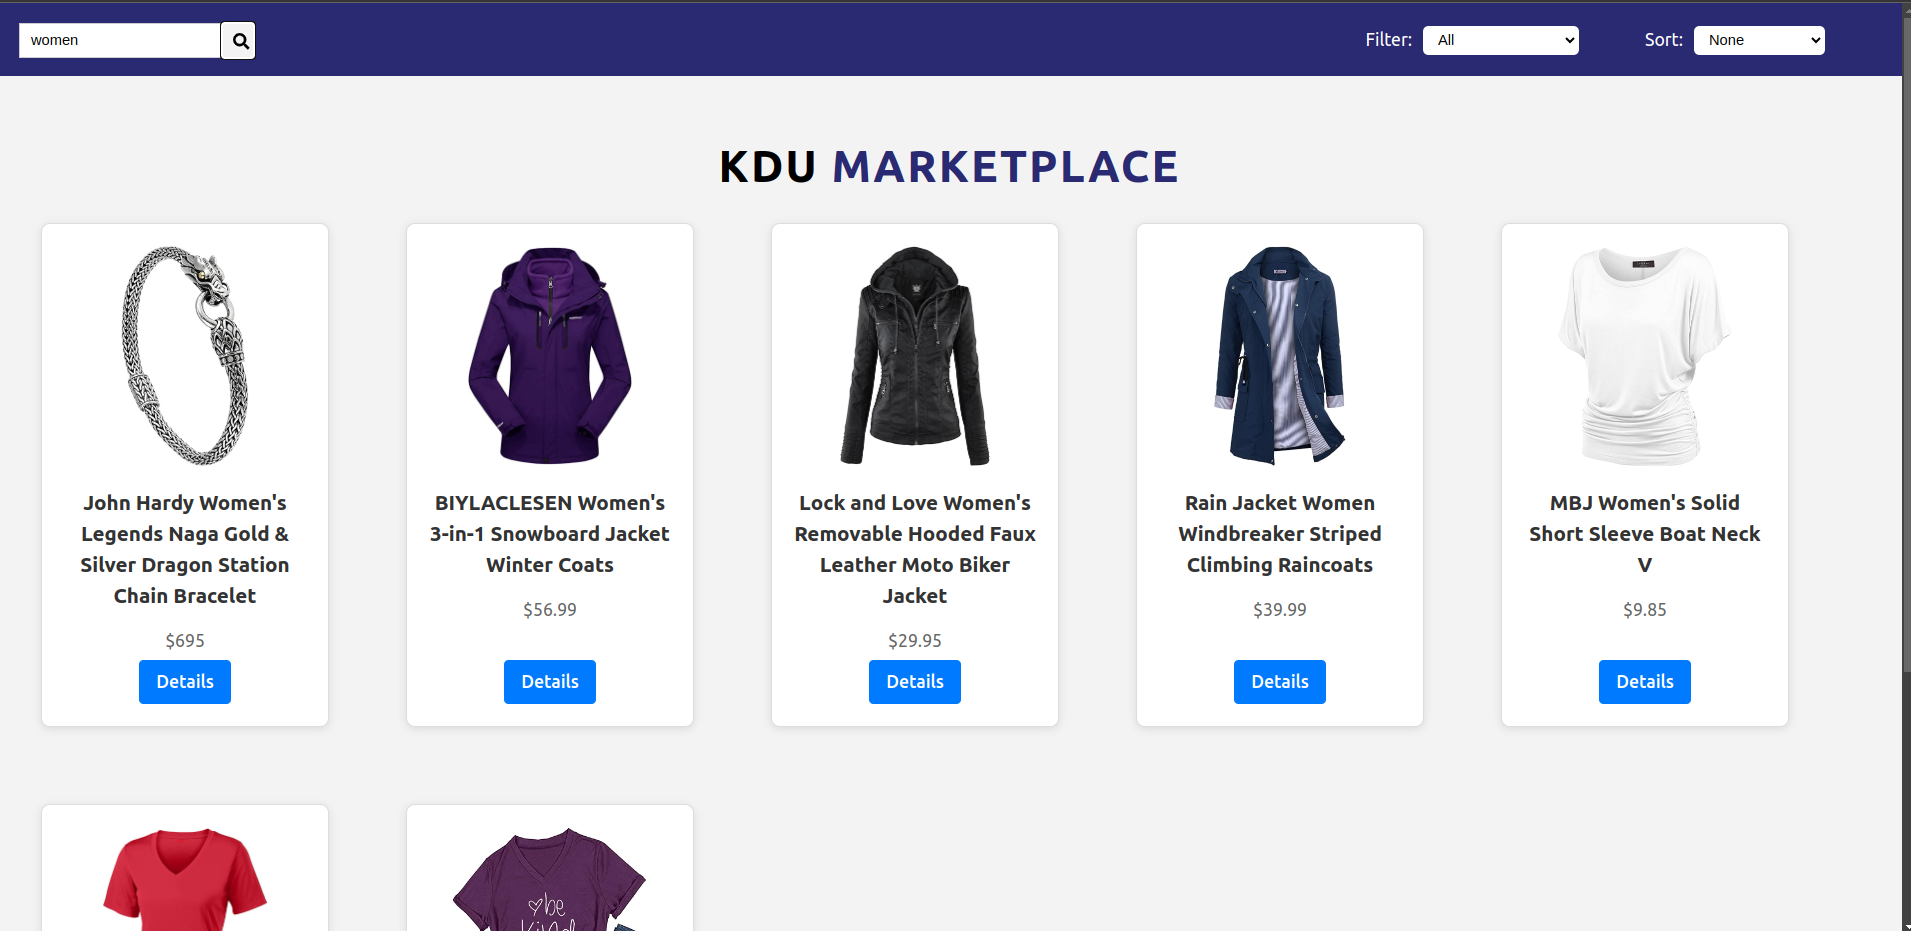 women
Filter: All
Sort: None
KDU MARKETPLACE
John Hardy Women's
Legends Naga Gold &
Silver Dragon Station
Chain Bracelet
$695
Details
BIYLACLESEN Women's
3-in-1 Snowboard Jacket
Winter Coats
$56.99
Details
Lock and Love Women's
Removable Hooded Faux
Leather Moto Biker
Jacket
$29.95
Details
Rain Jacket Women
Windbreaker Striped
Climbing Raincoats
$39.99
Details
MBJ Women's Solid
Short Sleeve Boat Neck
V
$9.85
Details
be